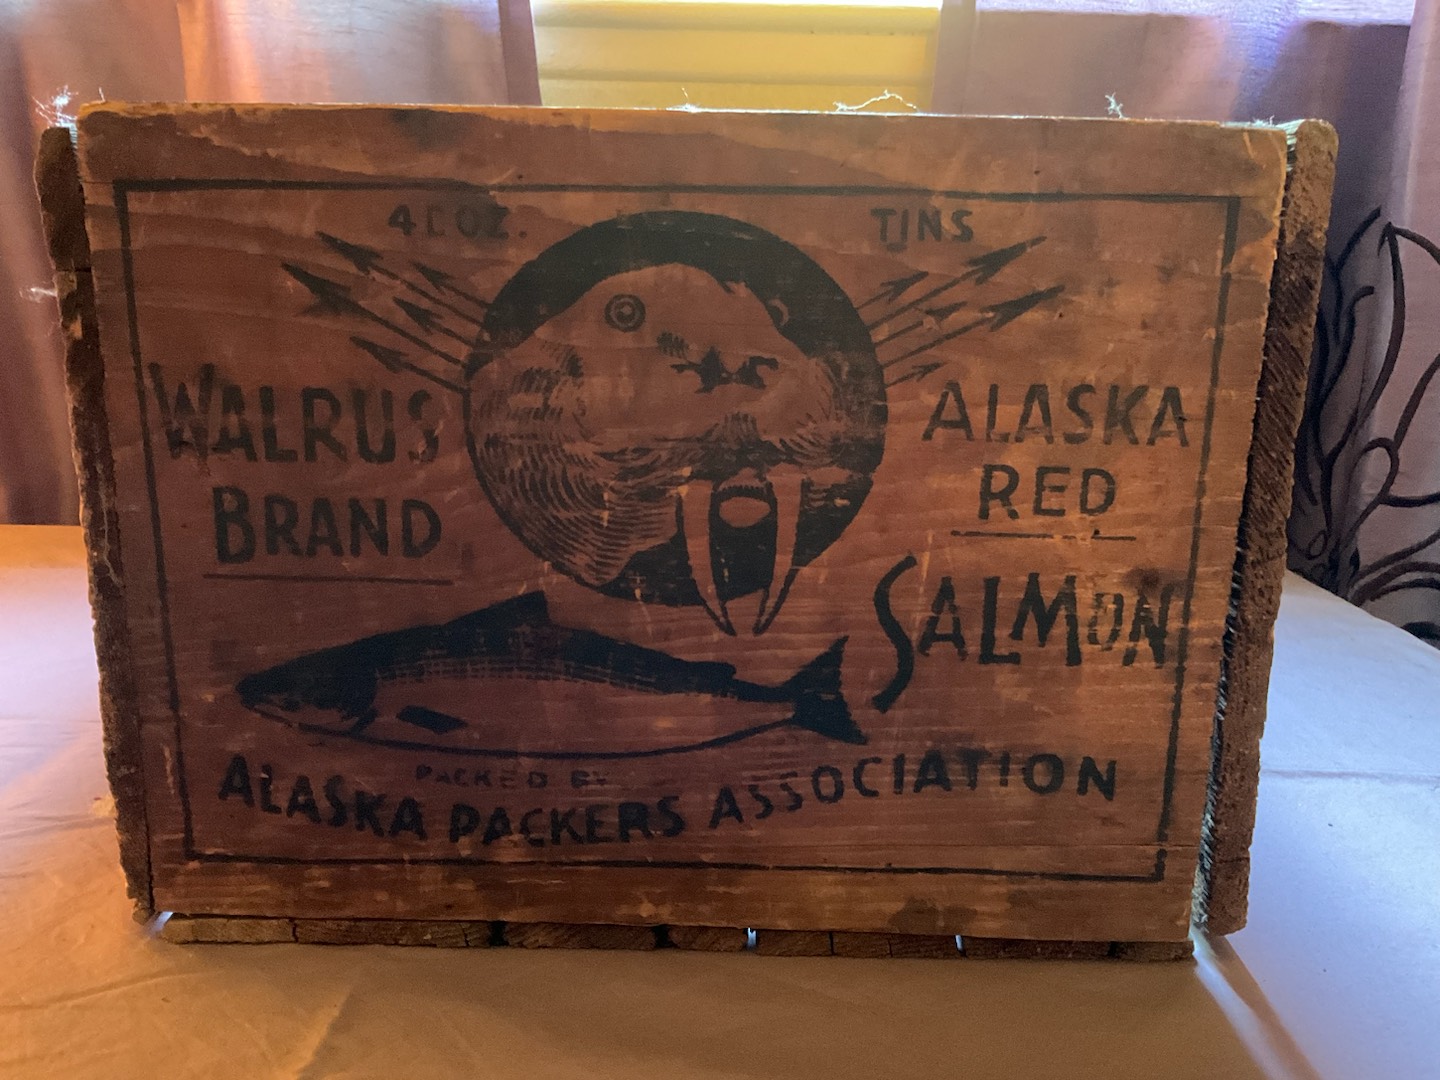 4 DOZ. TINS
WALRUS
BRAND
ALASKA
RED
SALMON
PACKED BY
ALASKA PACKERS ASSOCIATION